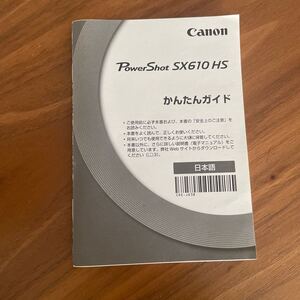 Canon
PowerShot SX610 HS
かんたんガイド
• ご使用前に必ず本書および、本書の「安全上のご注意」を
お読みください。
• 本書をよく読んで、正しくお使いください。
• 将来いつでも使用できるように大切に保管してください。
• 本書以外に、さらに詳しい説明書（電子マニュアル）をご
用意しています。弊社Webサイトからダウンロードして
ください（
日本語